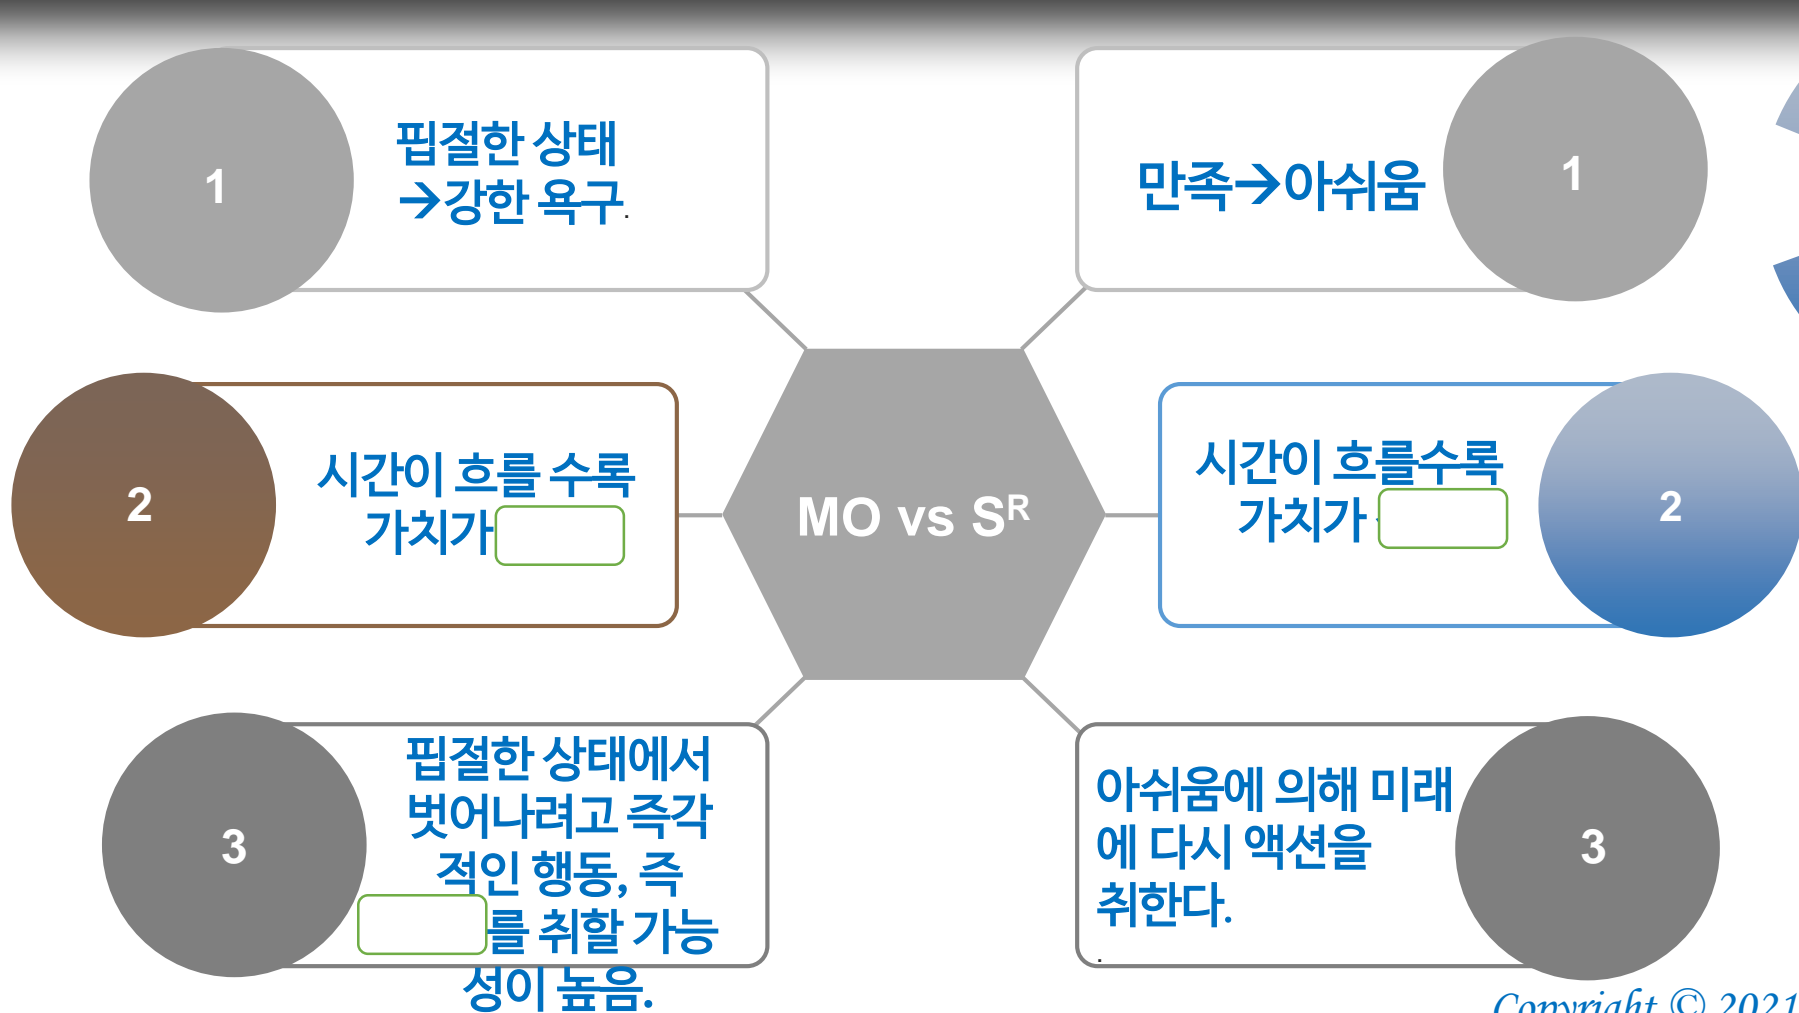 1
핍절한 상태
→강한 욕구.
2
시간이 흐를 수록
가치가
3
핍절한 상태에서
벗어나려고 즉각
적인 행동, 즉
를 취할 가능
성이 높음.
MO vs Sᴿ
만족→아쉬움
1
시간이 흐를수록
가치가
2
아쉬움에 의해 미래
에 다시 액션을
취한다.
.
3
Copyright © 2021